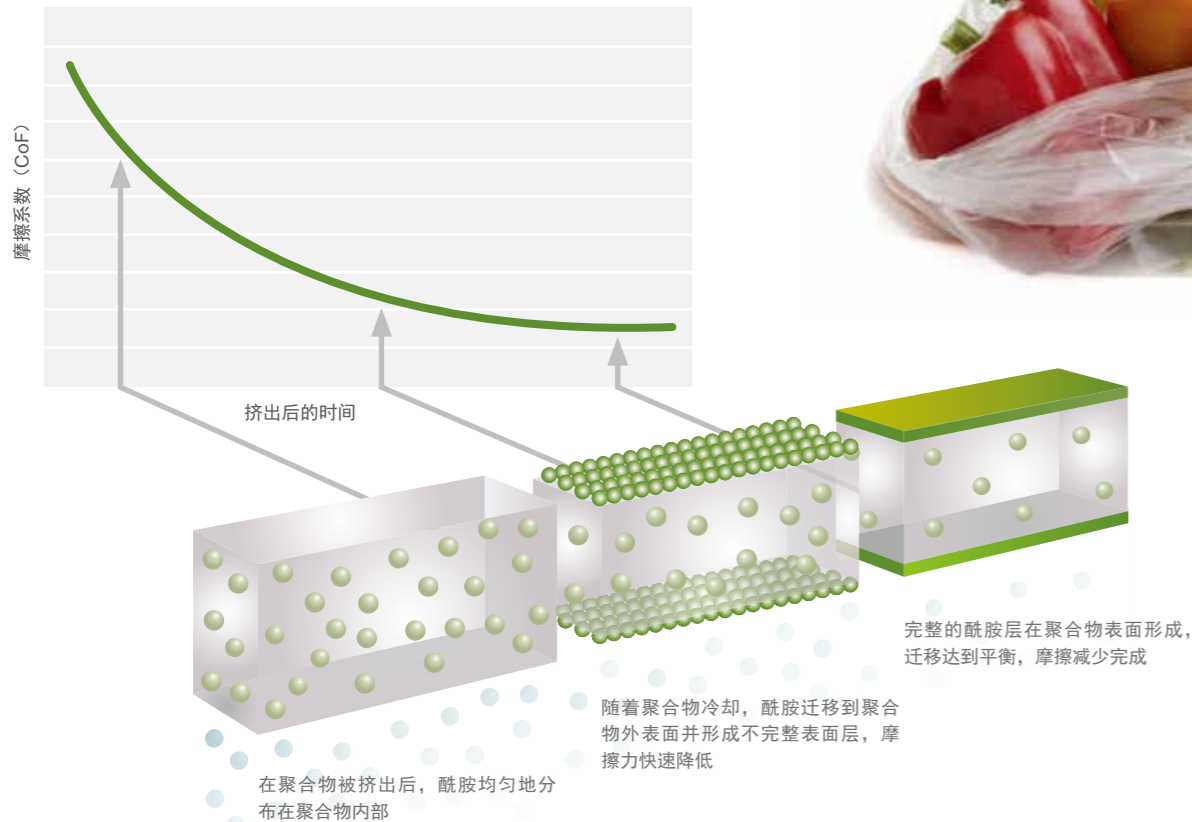 摩擦系数（CoF）
挤出后的时间
在聚合物被挤出后，酰胺均匀地分
布在聚合物内部
随着聚合物冷却，酰胺迁移到聚合
物外表面并形成不完整表面层，摩
擦力快速降低
完整的酰胺层在聚合物表面形成，
迁移达到平衡，摩擦减少完成